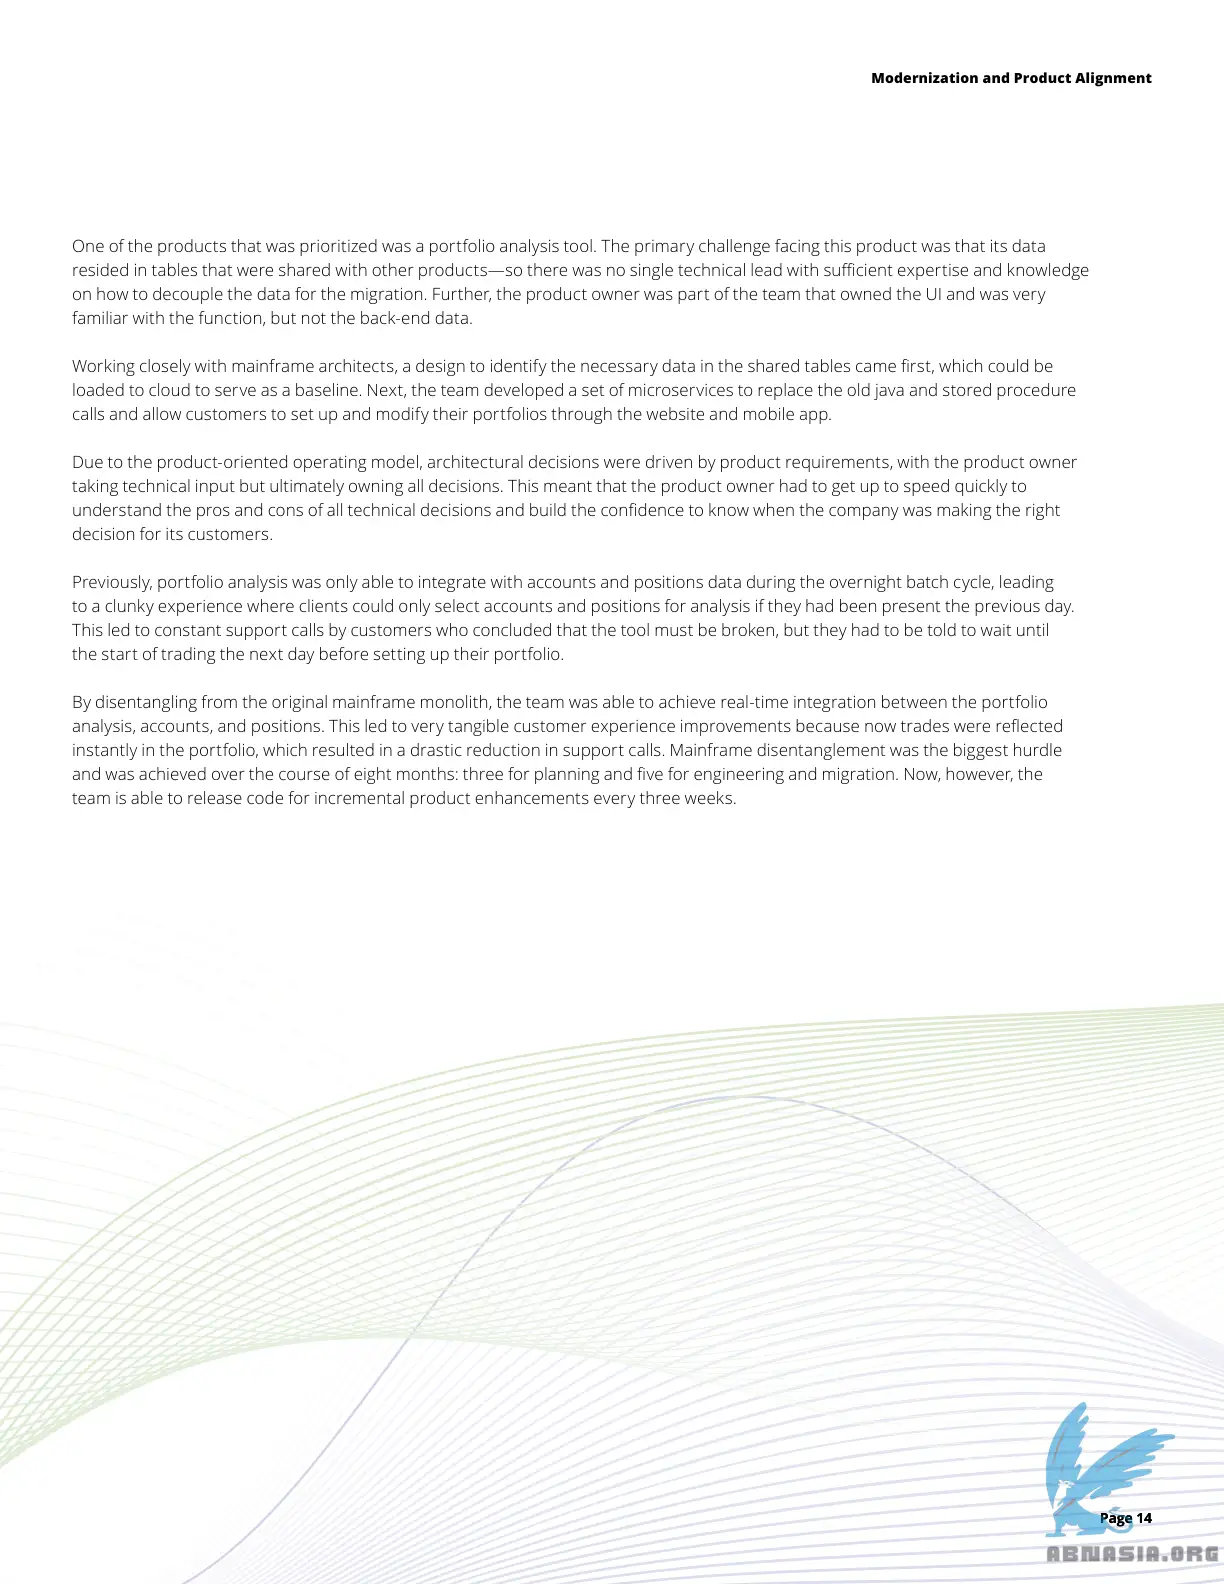 Modernization and Product Alignment
One of the products that was prioritized was a portfolio analysis tool. The primary challenge facing this product was that its data
resided in tables that were shared with other products—so there was no single technical lead with sufficient expertise and knowledge
on how to decouple the data for the migration. Further, the product owner was part of the team that owned the UI and was very
familiar with the function, but not the back-end data.
Working closely with mainframe architects, a design to identify the necessary data in the shared tables came first, which could be
loaded to cloud to serve as a baseline. Next, the team developed a set of microservices to replace the old java and stored procedure
calls and allow customers to set up and modify their portfolios through the website and mobile app.
Due to the product-oriented operating model, architectural decisions were driven by product requirements, with the product owner
taking technical input but ultimately owning all decisions. This meant that the product owner had to get up to speed quickly to
understand the pros and cons of all technical decisions and build the confidence to know when the company was making the right
decision for its customers.
Previously, portfolio analysis was only able to integrate with accounts and positions data during the overnight batch cycle, leading
to a clunky experience where clients could only select accounts and positions for analysis if they had been present the previous day.
This led to constant support calls by customers who concluded that the tool must be broken, but they had to be told to wait until
the start of trading the next day before setting up their portfolio.
By disentangling from the original mainframe monolith, the team was able to achieve real-time integration between the portfolio
analysis, accounts, and positions. This led to very tangible customer experience improvements because now trades were reflected
instantly in the portfolio, which resulted in a drastic reduction in support calls. Mainframe disentanglement was the biggest hurdle
and was achieved over the course of eight months: three for planning and five for engineering and migration. Now, however, the
team is able to release code for incremental product enhancements every three weeks.
Page 14
ABNASIA.ORG